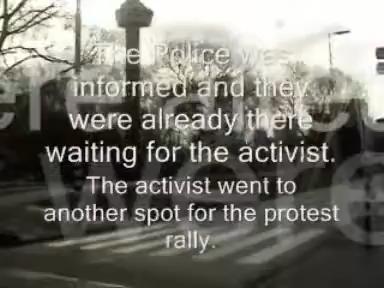 The Police was
informed and they
were already there
waiting for the activist.
The activist went to
another spot for the protest
rally.